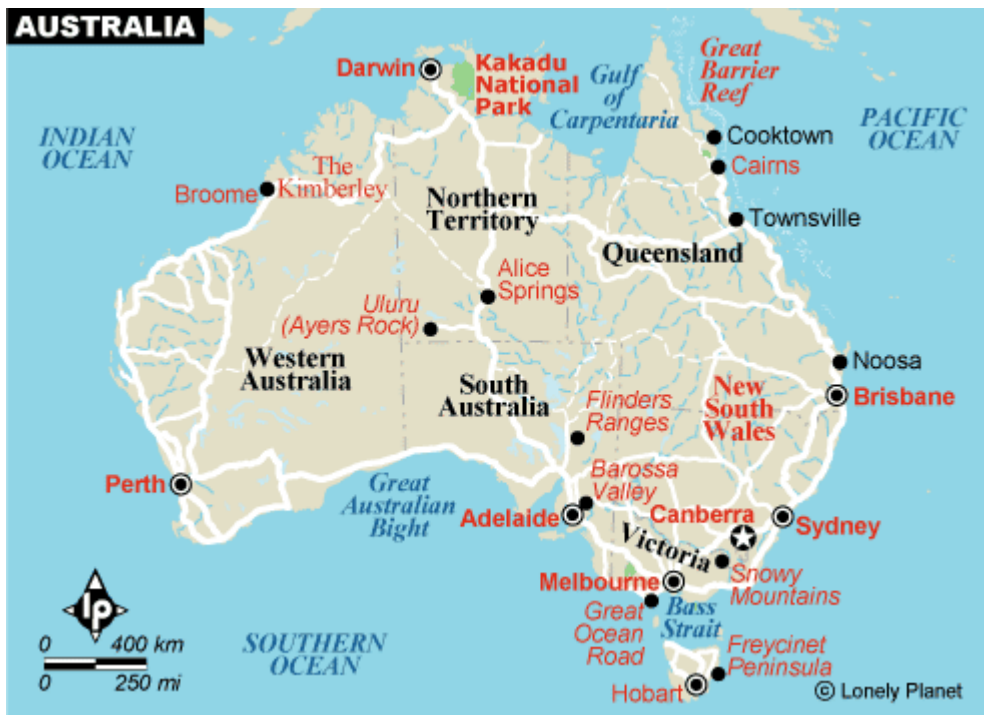 AUSTRALIA
Darwin
Kakadu
National
Park
Gulf
of
Carpentaria
Great
Barrier
Reef
INDIAN
OCEAN
PACIFIC
OCEAN
Cooktown
Cairns
The
Kimberley
Broome
Northern
Territory
Townsville
Queensland
Alice
Springs
Uluru
(Ayers Rock)
Western
Australia
South
Australia
Noosa
Brisbane
New
South
Wales
Flinders
Ranges
Perth
Great
Australian
Bight
Barossa
Valley
Adelaide
Canberra
Sydney
Victoria
Melbourne
Snowy
Mountains
Great
Ocean
Road
Bass
Strait
Freycinet
Peninsula
Hobart
SOUTHERN
OCEAN
lp
0 400 km
0 250 mi
© Lonely Planet